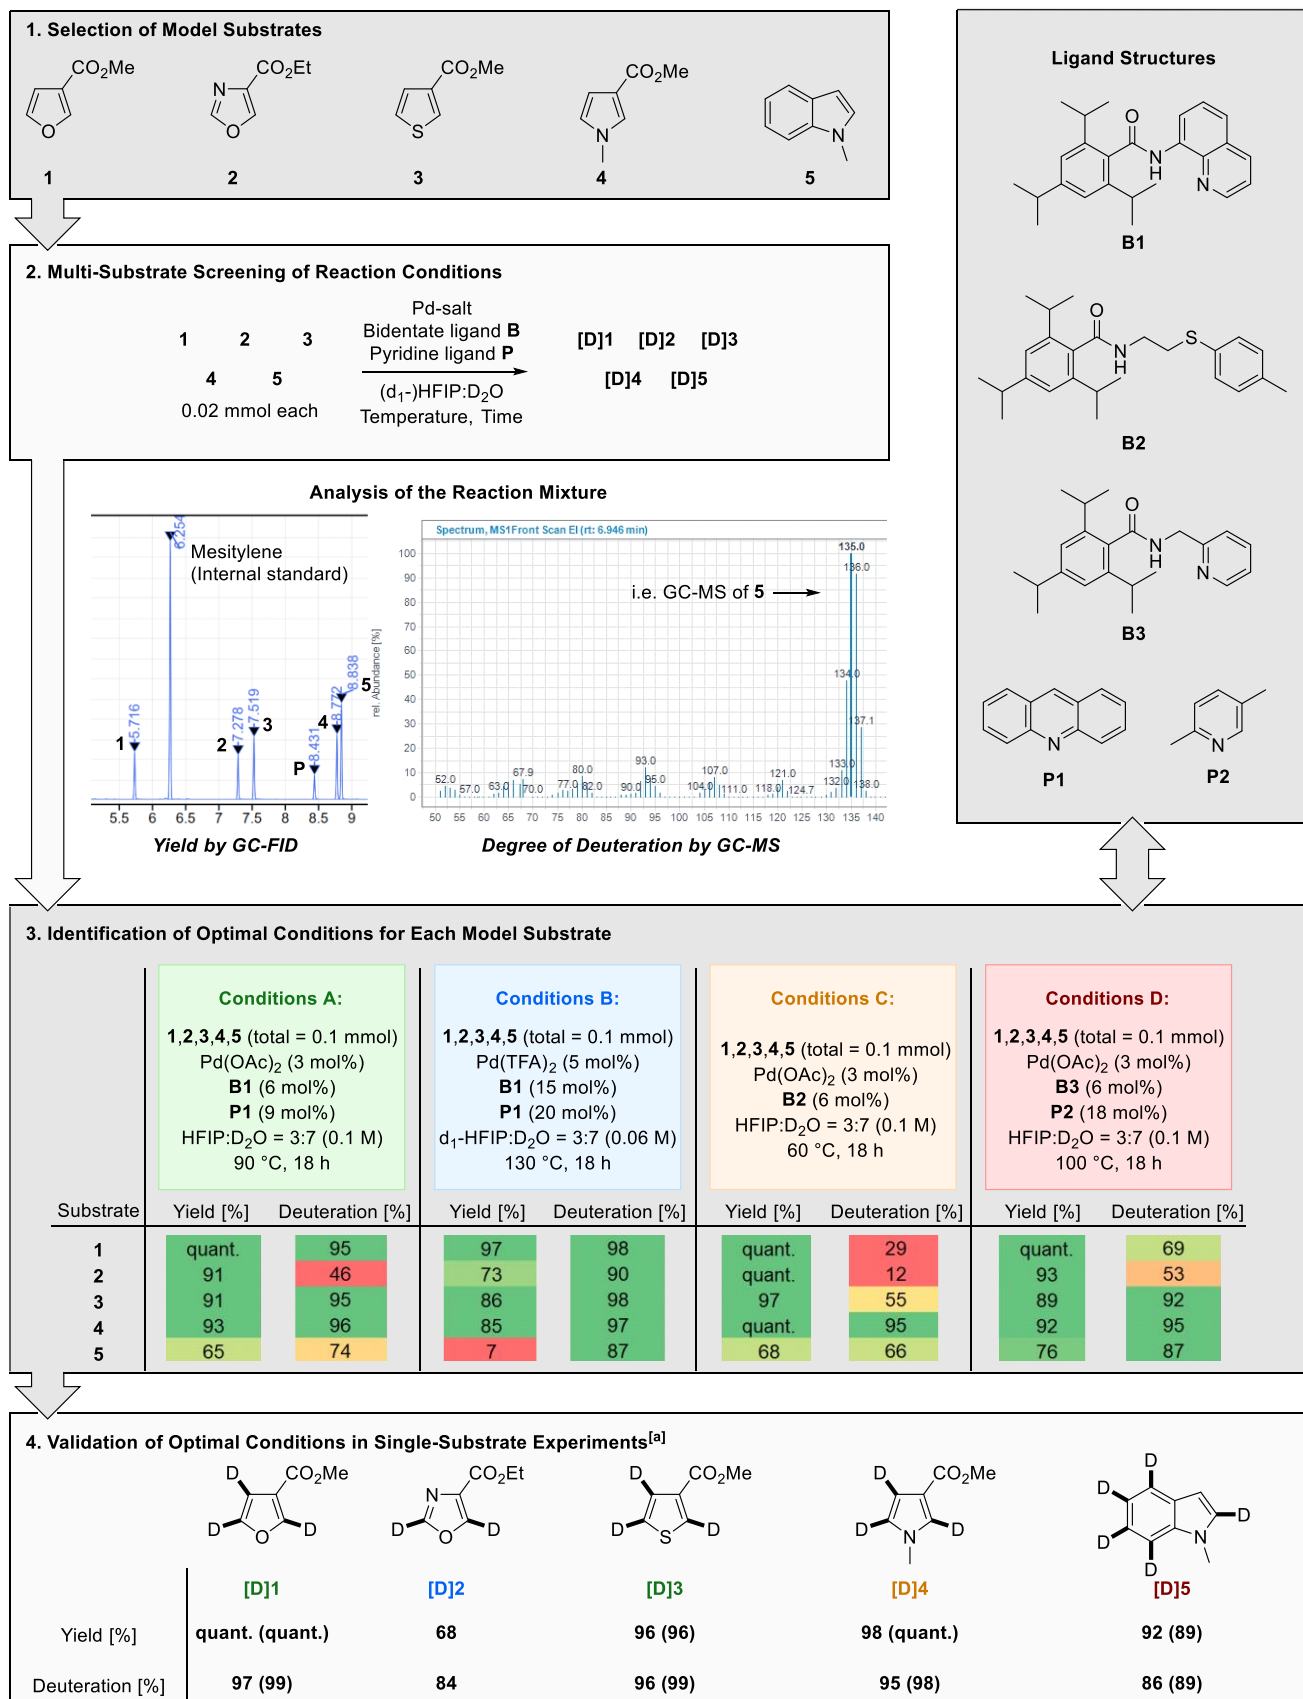 1. Selection of Model Substrates
CO2Me
O
1
CO2Et
N
O
2
CO2Me
S
3
CO2Me
N
4
N
5
Ligand Structures
O
N
H
N
B1
O
N
H
S
B2
O
N
H
N
B3
N
P1
N
P2
2. Multi-Substrate Screening of Reaction Conditions
1 2 3
4 5
0.02 mmol each
Pd-salt
Bidentate ligand B
Pyridine ligand P
(d1-)HFIP:D2O
Temperature, Time
[D]1 [D]2 [D]3
[D]4 [D]5
Analysis of the Reaction Mixture
Mesitylene
(Internal standard)
5.716
6.254
7.278
7.519
8.431
8.772
8.838
1
2
3
P
4
5
5.5 6 6.5 7 7.5 8 8.5 9
Yield by GC-FID
Spectrum, MS1Front Scan EI (rt: 6.946 min)
rel. Abundance [%]
100
90
80
70
60
50
40
30
20
10
0
i.e. GC-MS of 5
135.0
136.0
134.0
137.1
133.0
132.0
138.0
52.0
57.0
63.0
67.9
70.0
77.0
80.0
82.0
90.0
93.0
95.0
104.0
107.0
111.0
118.0
121.0
124.7
50 55 60 65 70 75 80 85 90 95 100 105 110 115 120 125 130 135 140
Degree of Deuteration by GC-MS
3. Identification of Optimal Conditions for Each Model Substrate
Conditions A:
1,2,3,4,5 (total = 0.1 mmol)
Pd(OAc)2 (3 mol%)
B1 (6 mol%)
P1 (9 mol%)
HFIP:D2O = 3:7 (0.1 M)
90 °C, 18 h
Conditions B:
1,2,3,4,5 (total = 0.1 mmol)
Pd(TFA)2 (5 mol%)
B1 (15 mol%)
P1 (20 mol%)
d1-HFIP:D2O = 3:7 (0.06 M)
130 °C, 18 h
Conditions C:
1,2,3,4,5 (total = 0.1 mmol)
Pd(OAc)2 (3 mol%)
B2 (6 mol%)
HFIP:D2O = 3:7 (0.1 M)
60 °C, 18 h
Conditions D:
1,2,3,4,5 (total = 0.1 mmol)
Pd(OAc)2 (3 mol%)
B3 (6 mol%)
P2 (18 mol%)
HFIP:D2O = 3:7 (0.1 M)
100 °C, 18 h
Substrate Yield [%] Deuteration [%] Yield [%] Deuteration [%] Yield [%] Deuteration [%] Yield [%] Deuteration [%]
1 quant. 95 97 98 quant. 29 quant. 69
2 91 46 73 90 quant. 12 93 53
3 91 95 86 98 97 55 89 92
4 93 96 85 97 quant. 95 92 95
5 65 74 7 87 68 66 76 87
4. Validation of Optimal Conditions in Single-Substrate Experiments[a]
D CO2Me
D O D
CO2Et
N
D O D
D CO2Me
D S D
D CO2Me
D N D
D
D
D
D
D
N
[D]1 [D]2 [D]3 [D]4 [D]5
Yield [%] quant. (quant.) 68 96 (96) 98 (quant.) 92 (89)
Deuteration [%] 97 (99) 84 96 (99) 95 (98) 86 (89)